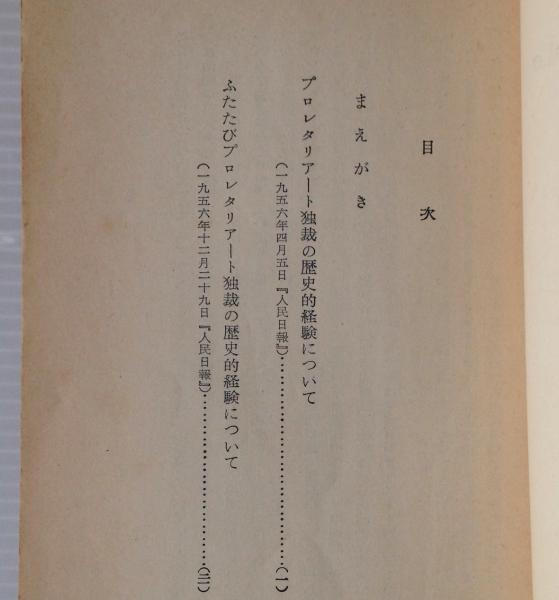 目次
まえがき
プロレタリアート独裁の歴史的経験について
（一九五六年四月五日『人民日報』）……………………………（一）
ふたたびプロレタリアート独裁の歴史的経験について
（一九五六年十二月二十九日『人民日報』）……………………（三）